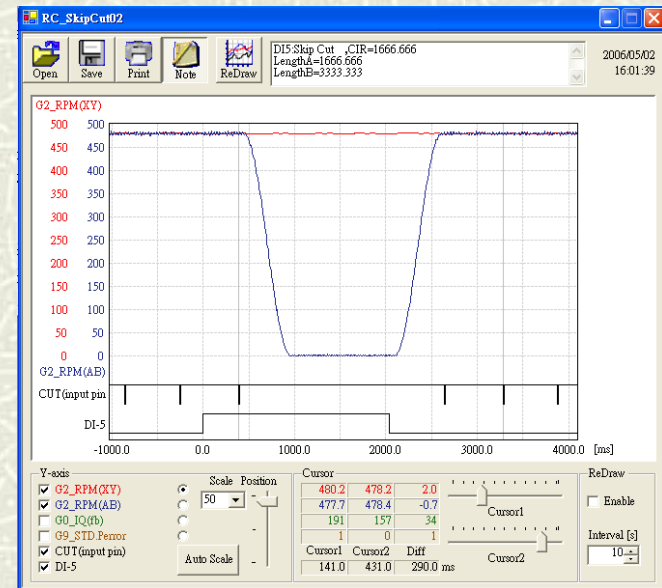 RC_SkipCut02
Open Save Print Note ReDraw
DI5:Skip Cut ,CIR=1666.666
LengthA=1666.666
LengthB=3333.333
2006/05/02
16:01:39
G2_RPM(XY)
500 500
450 450
400 400
350 350
300 300
250 250
200 200
150 150
100 100
50 50
0 0
G2_RPM(AB)
CUT(input pin
DI-5
-1000.0 0.0 1000.0 2000.0 3000.0 4000.0 [ms]
Y-axis
G2_RPM(XY)
G2_RPM(AB)
G0_IQ(fb)
G9_STD.Perror
CUT(input pin)
DI-5
Scale Position
50
Auto Scale
Cursor
480.2 478.2 2.0
477.7 478.4 -0.7
191 157 34
1 0 1
Cursor1 Cursor2 Diff
141.0 431.0 290.0 ms
Cursor1
Cursor2
ReDraw
Enable
Interval [s]
10